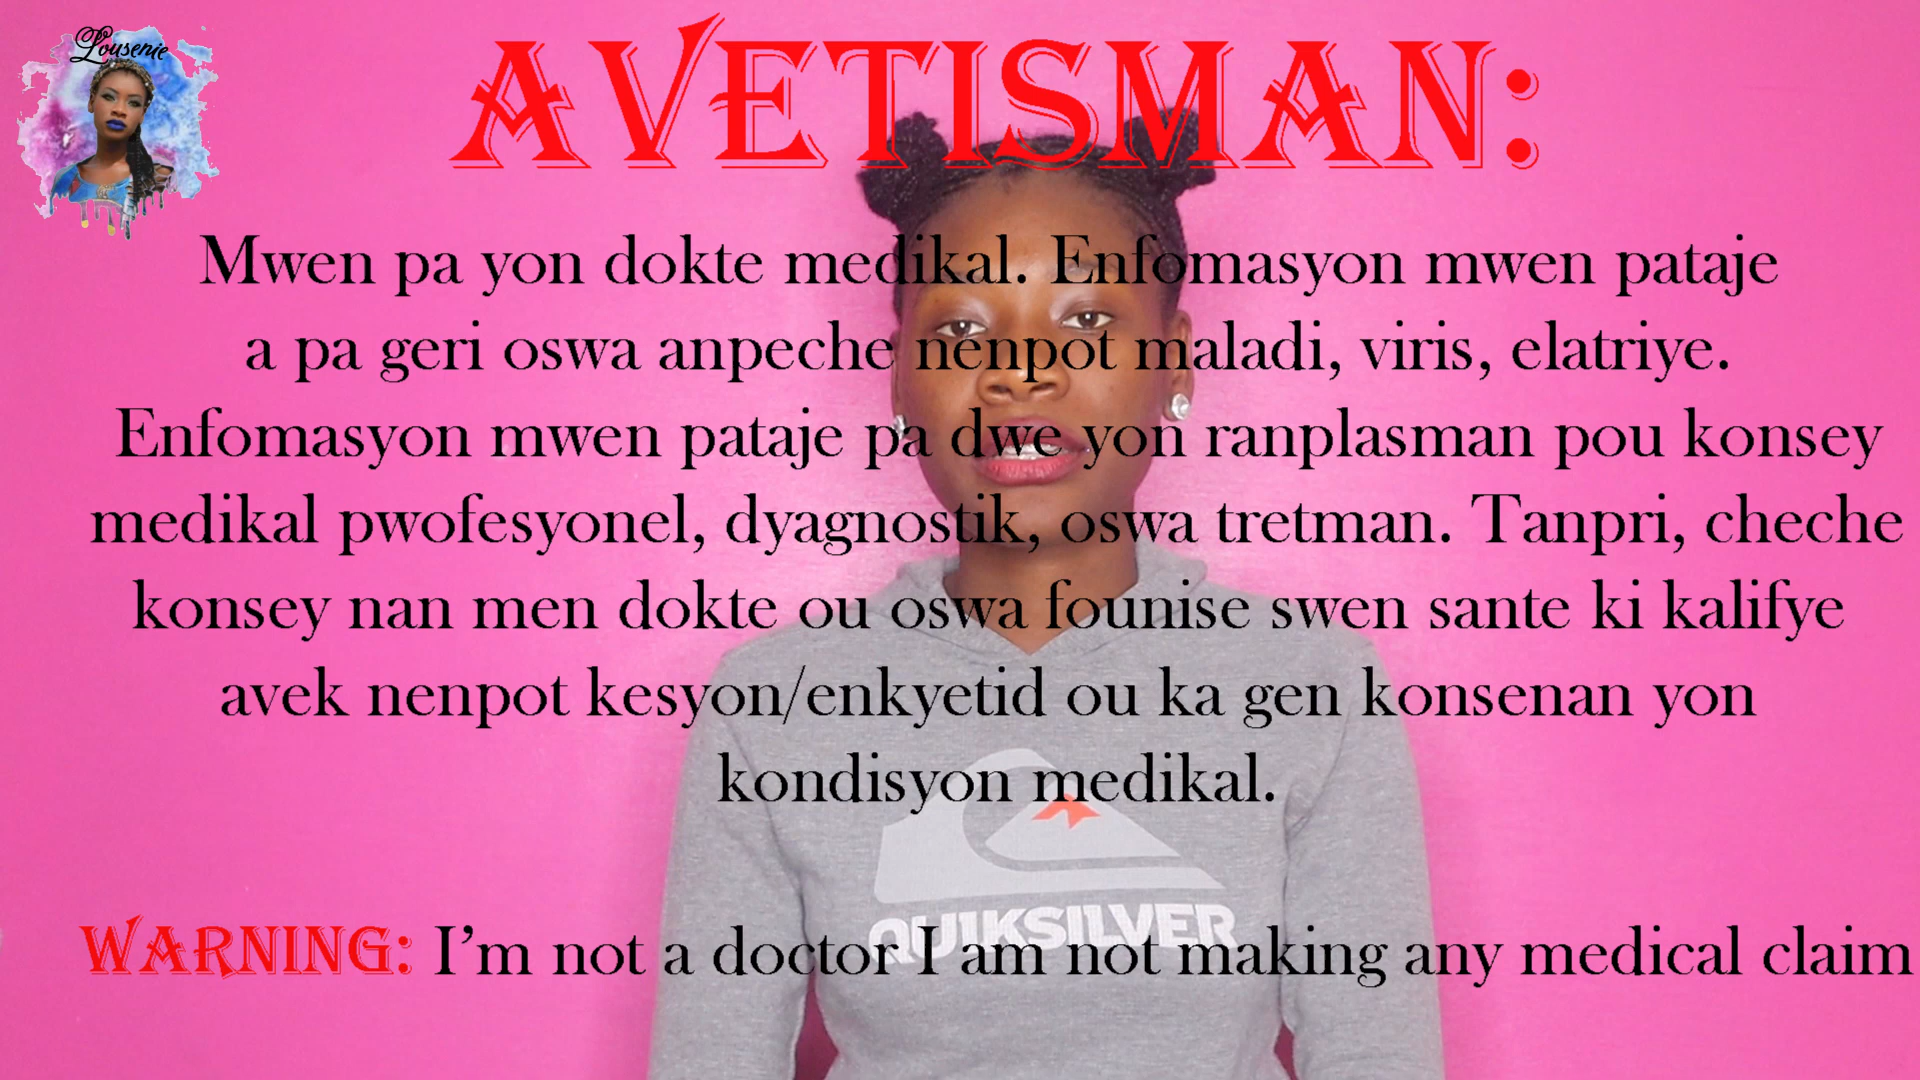 Lousenie
AVETISMAN:
Mwen pa yon dokte medikal. Enfomasyon mwen pataje
a pa geri oswa anpeche nenpot maladi, viris, elatriye.
Enfomasyon mwen pataje pa dwe yon ranplasman pou konsey
medikal pwofesyonel, dyagnostik, oswa tretman. Tanpri, cheche
konsey nan men dokte ou oswa founise swen sante ki kalifye
avek nenpot kesyon/enkyetid ou ka gen konsenan yon
kondisyon medikal.
QUIKSILVER
WARNING: I’m not a doctor I am not making any medical claim